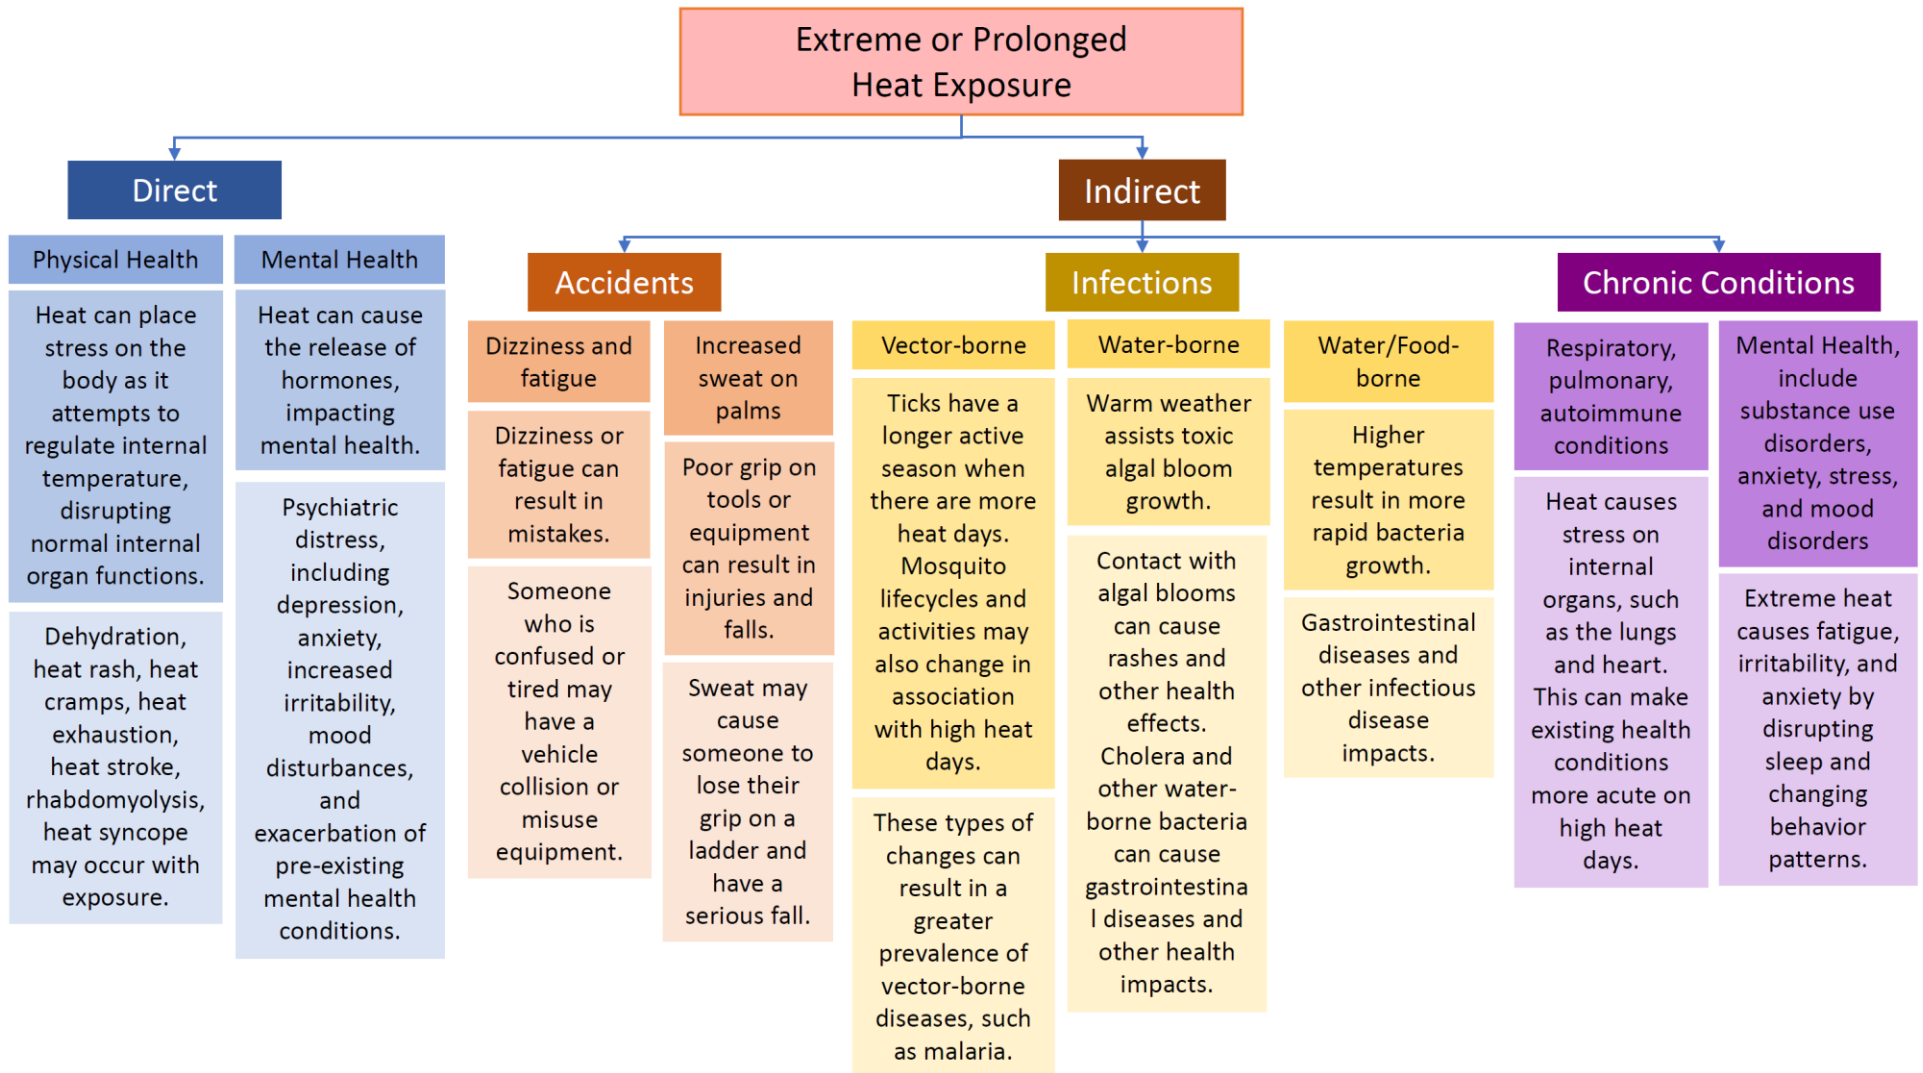 Extreme or Prolonged
Heat Exposure
Direct
Indirect
Physical Health
Heat can place
stress on the
body as it
attempts to
regulate internal
temperature,
disrupting
normal internal
organ functions.
Dehydration,
heat rash, heat
cramps, heat
exhaustion,
heat stroke,
rhabdomyolysis,
heat syncope
may occur with
exposure.
Mental Health
Heat can cause
the release of
hormones,
impacting
mental health.
Psychiatric
distress,
including
depression,
anxiety,
increased
irritability,
mood
disturbances,
and
exacerbation of
pre-existing
mental health
conditions.
Accidents
Dizziness and
fatigue
Dizziness or
fatigue can
result in
mistakes.
Someone
who is
confused or
tired may
have a
vehicle
collision or
misuse
equipment.
Increased
sweat on
palms
Poor grip on
tools or
equipment
can result in
injuries and
falls.
Sweat may
cause
someone to
lose their
grip on a
ladder and
have a
serious fall.
Infections
Vector-borne
Ticks have a
longer active
season when
there are more
heat days.
Mosquito
lifecycles and
activities may
also change in
association
with high heat
days.
These types of
changes can
result in a
greater
prevalence of
vector-borne
diseases, such
as malaria.
Water-borne
Warm weather
assists toxic
algal bloom
growth.
Contact with
algal blooms
can cause
rashes and
other health
effects.
Cholera and
other water-
borne bacteria
can cause
gastrointestina
l diseases and
other health
impacts.
Water/Food-
borne
Higher
temperatures
result in more
rapid bacteria
growth.
Gastrointestinal
diseases and
other infectious
disease
impacts.
Chronic Conditions
Respiratory,
pulmonary,
autoimmune
conditions
Heat causes
stress on
internal
organs, such
as the lungs
and heart.
This can make
existing health
conditions
more acute on
high heat
days.
Mental Health,
include
substance use
disorders,
anxiety, stress,
and mood
disorders
Extreme heat
causes fatigue,
irritability, and
anxiety by
disrupting
sleep and
changing
behavior
patterns.